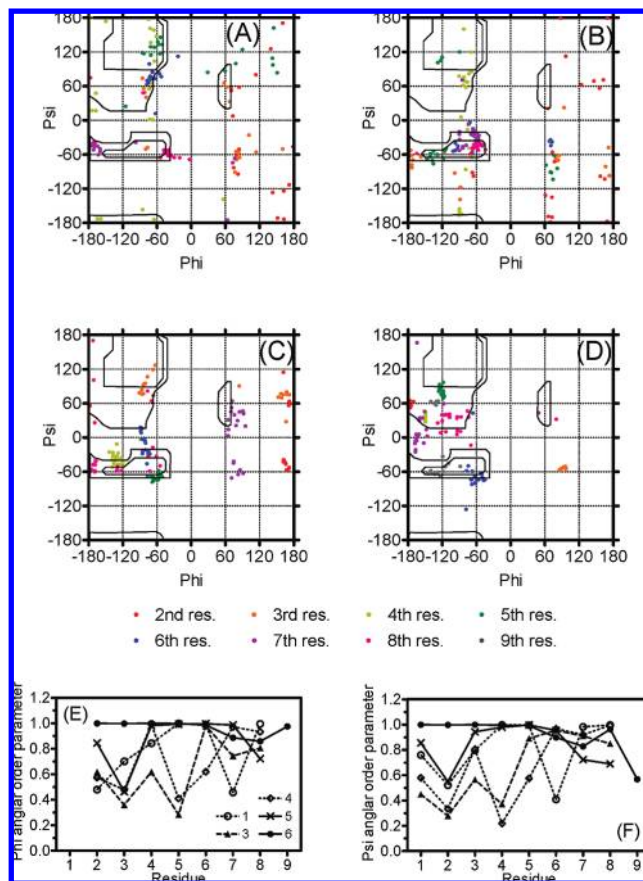 (A) (B)
180 180
120 120
60 60
Psi 0 Psi 0
-60 -60
-120 -120
-180 -180
-180 -120 -60 0 60 120 180 -180 -120 -60 0 60 120 180
Phi Phi
(C) (D)
180 180
120 120
60 60
Psi 0 Psi 0
-60 -60
-120 -120
-180 -180
-180 -120 -60 0 60 120 180 -180 -120 -60 0 60 120 180
Phi Phi
2nd res. 3rd res. 4th res. 5th res.
6th res. 7th res. 8th res. 9th res.
Phi anglar order parameter
(E)
1.2
1.0
0.8
0.6
0.4
0.2
0.0
4
1 5
3 6
1 2 3 4 5 6 7 8 9
Residue
Psi anglar order parameter
1.2
1.0
0.8
0.6
0.4
0.2
0.0
(F)
1 2 3 4 5 6 7 8 9
Residue